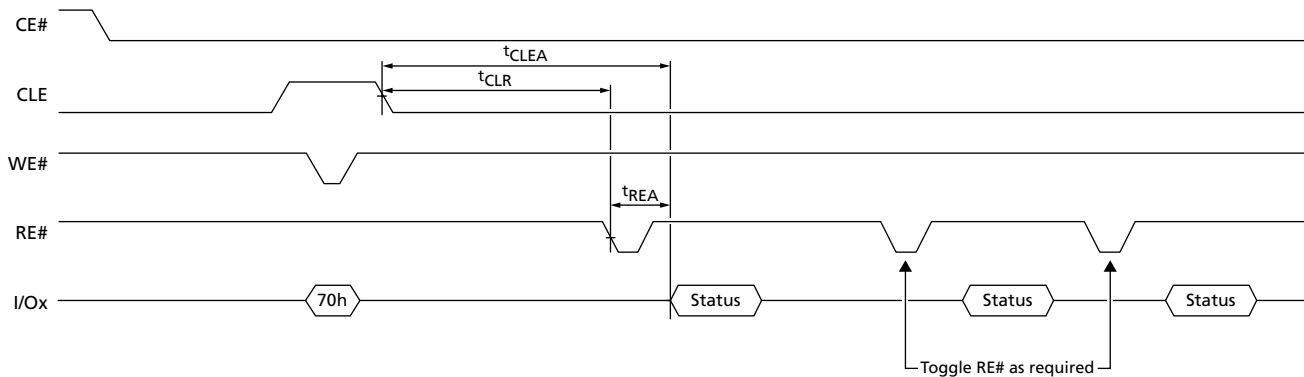 CE#
tCLEA
tCLR
CLE
WE#
tREA
RE#
I/Ox
70h
Status
Status
Status
Toggle RE# as required